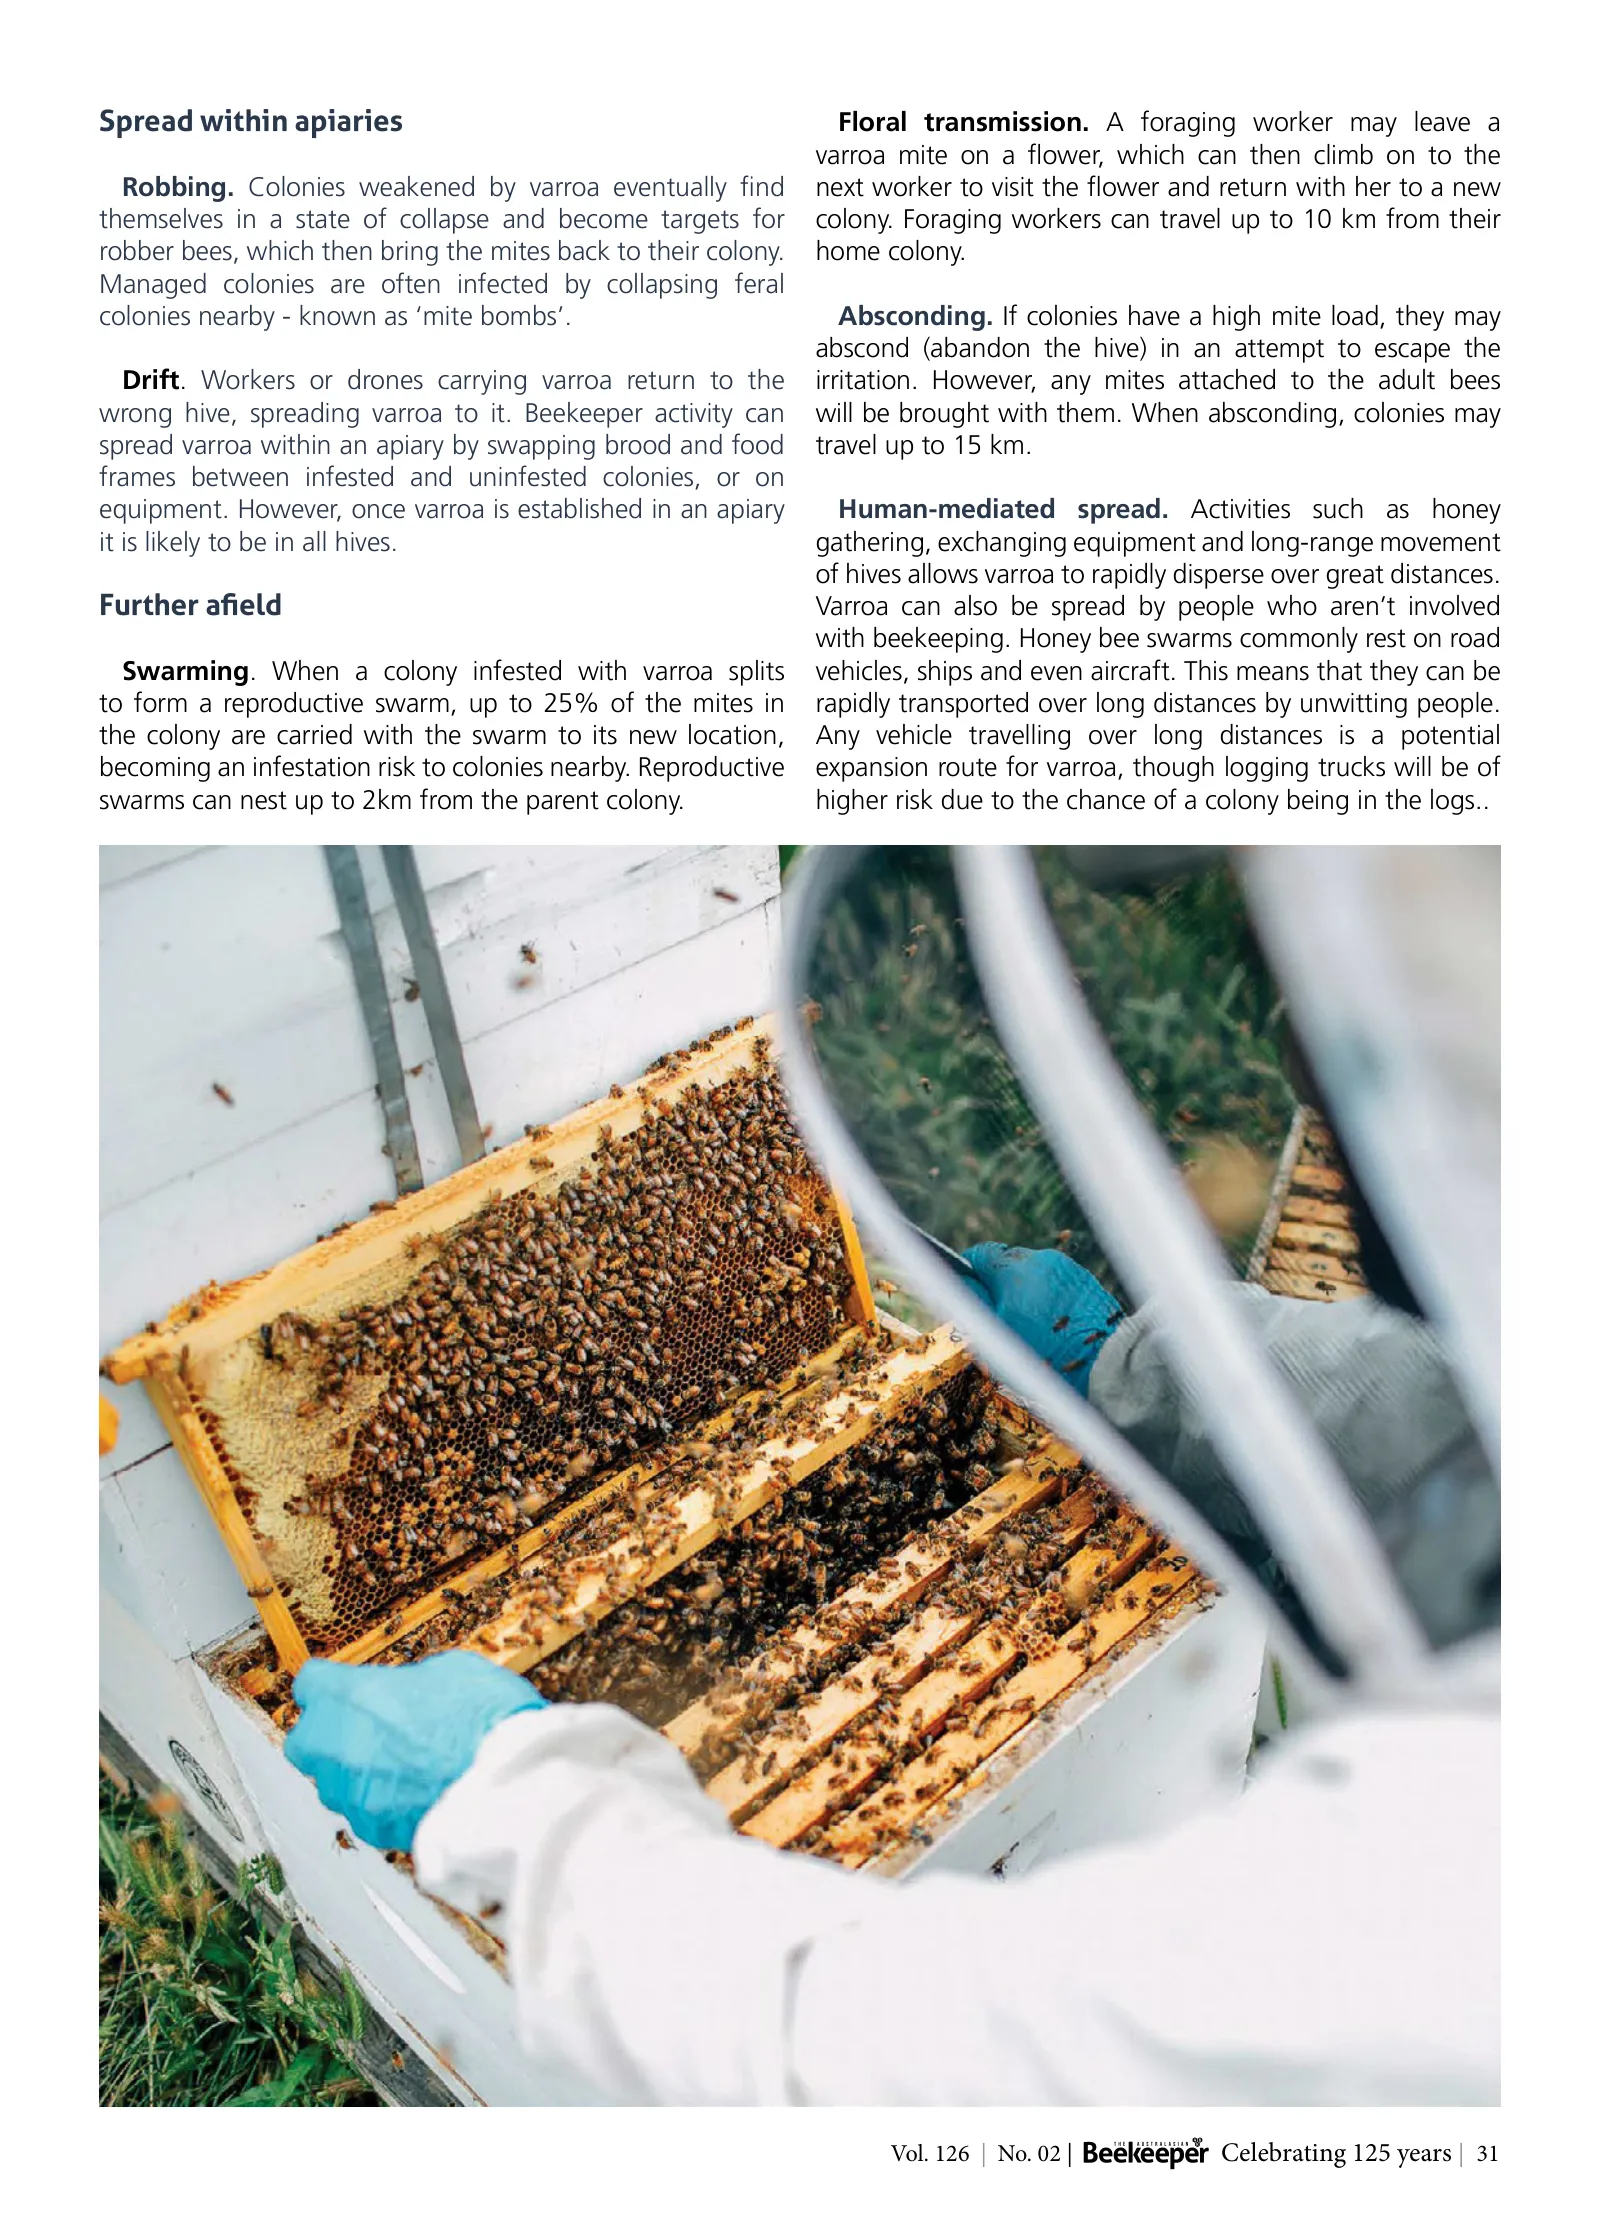 Spread within apiaries
Robbing. Colonies weakened by varroa eventually find
themselves in a state of collapse and become targets for
robber bees, which then bring the mites back to their colony.
Managed colonies are often infected by collapsing feral
colonies nearby - known as ‘mite bombs’.
Drift. Workers or drones carrying varroa return to the
wrong hive, spreading varroa to it. Beekeeper activity can
spread varroa within an apiary by swapping brood and food
frames between infested and uninfested colonies, or on
equipment. However, once varroa is established in an apiary
it is likely to be in all hives.
Further afield
Swarming. When a colony infested with varroa splits
to form a reproductive swarm, up to 25% of the mites in
the colony are carried with the swarm to its new location,
becoming an infestation risk to colonies nearby. Reproductive
swarms can nest up to 2km from the parent colony.
Floral transmission. A foraging worker may leave a
varroa mite on a flower, which can then climb on to the
next worker to visit the flower and return with her to a new
colony. Foraging workers can travel up to 10 km from their
home colony.
Absconding. If colonies have a high mite load, they may
abscond (abandon the hive) in an attempt to escape the
irritation. However, any mites attached to the adult bees
will be brought with them. When absconding, colonies may
travel up to 15 km.
Human-mediated spread. Activities such as honey
gathering, exchanging equipment and long-range movement
of hives allows varroa to rapidly disperse over great distances.
Varroa can also be spread by people who aren’t involved
with beekeeping. Honey bee swarms commonly rest on road
vehicles, ships and even aircraft. This means that they can be
rapidly transported over long distances by unwitting people.
Any vehicle travelling over long distances is a potential
expansion route for varroa, though logging trucks will be of
higher risk due to the chance of a colony being in the logs..
30
Vol. 126 | No. 02 | THE AUSTRALASIAN Beekeeper Celebrating 125 years | 31